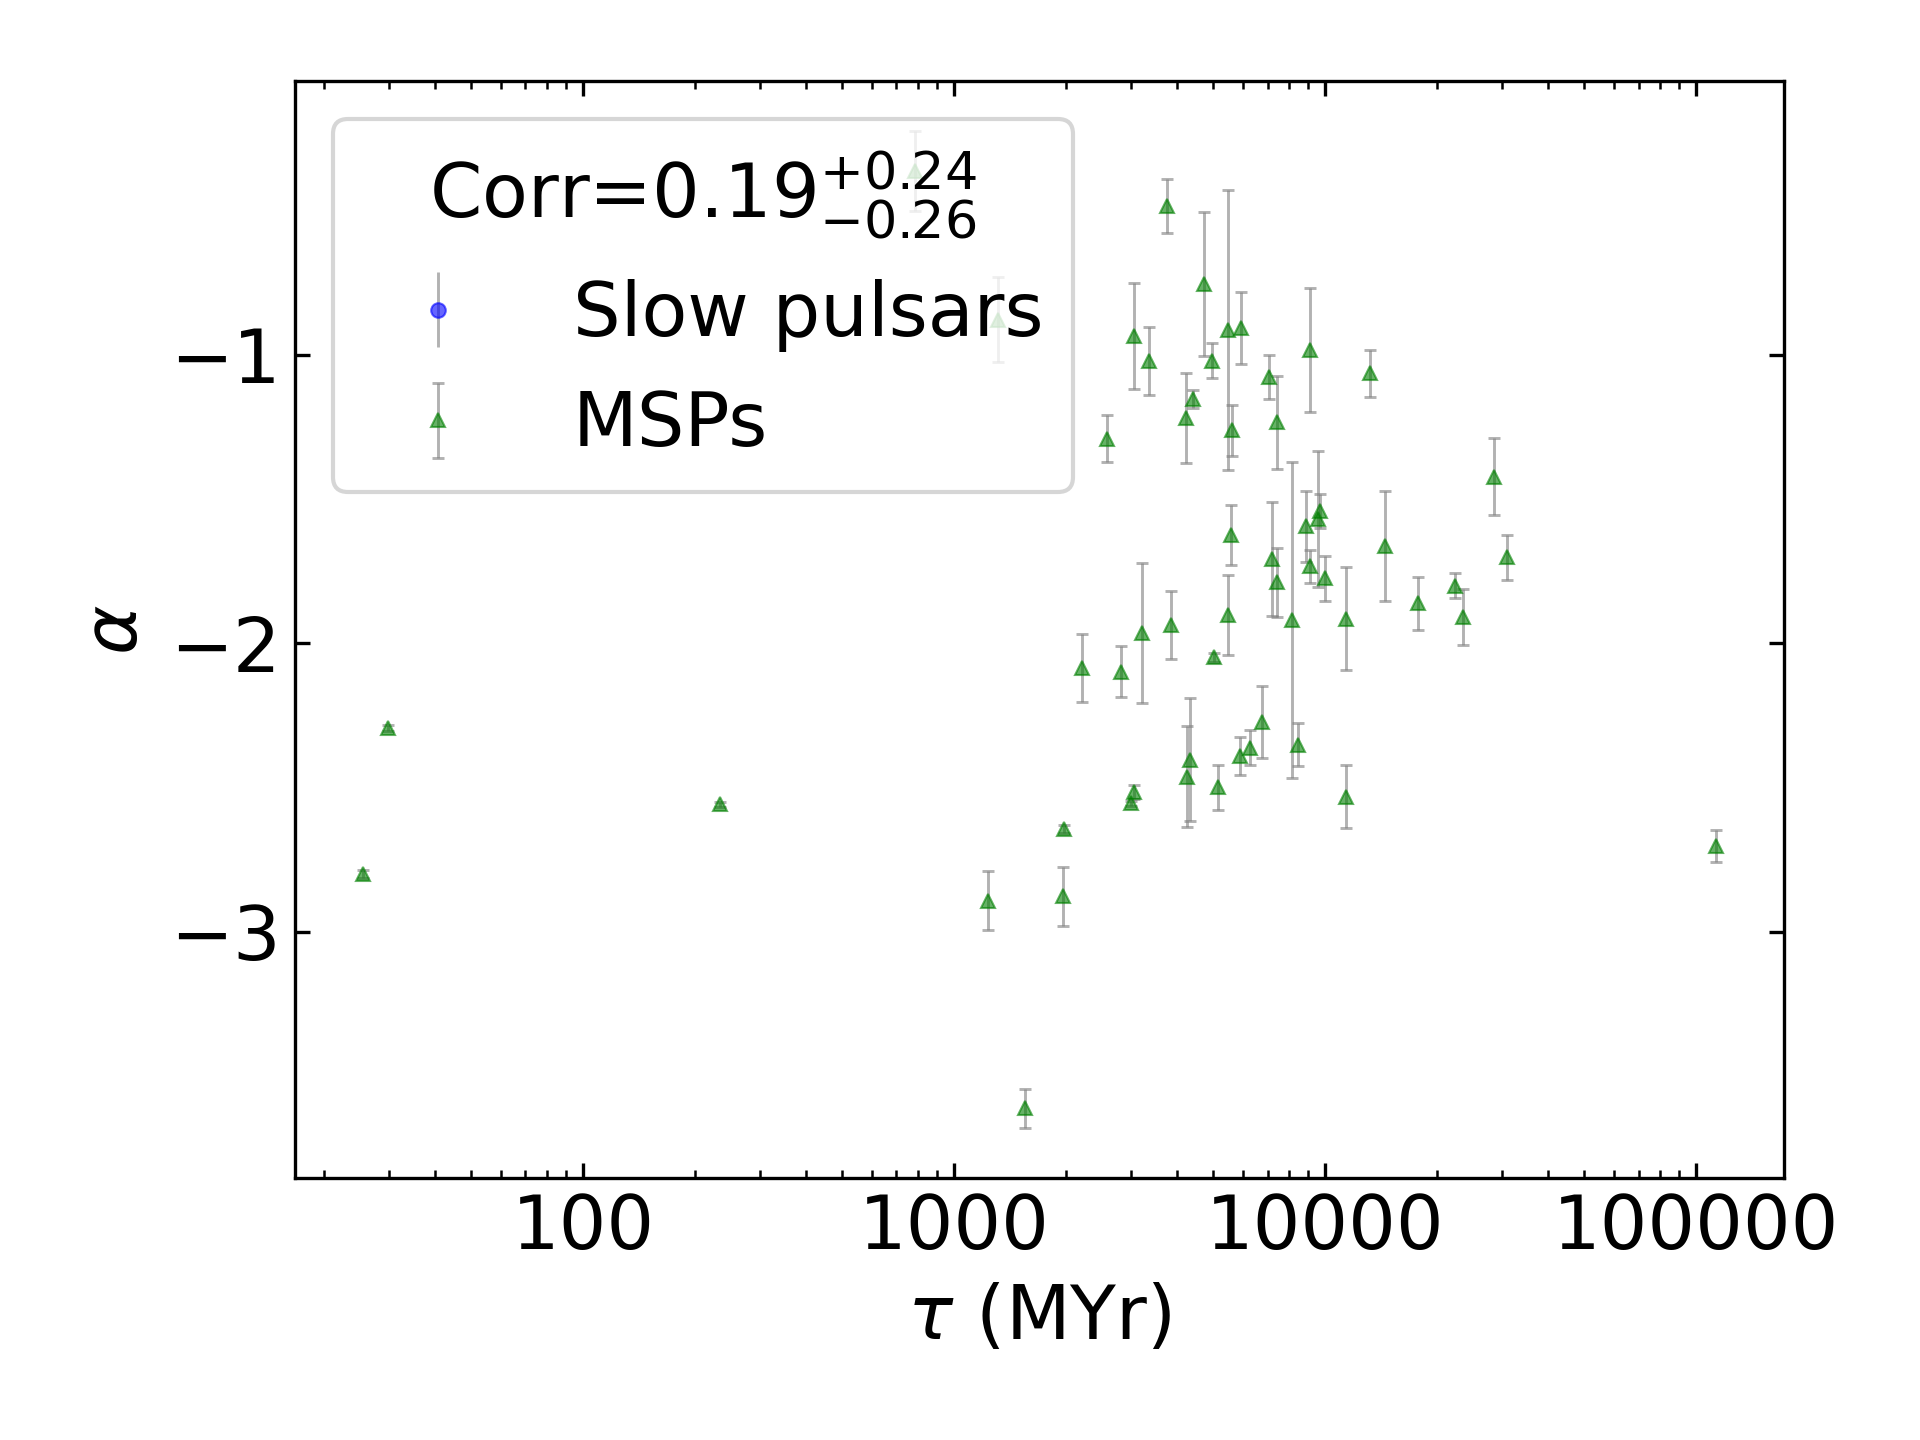 Corr=0.19+0.24−0.26
Slow pulsars
MSPs
−1
−2
−3
α
100
1000
10000
100000
τ (MYr)